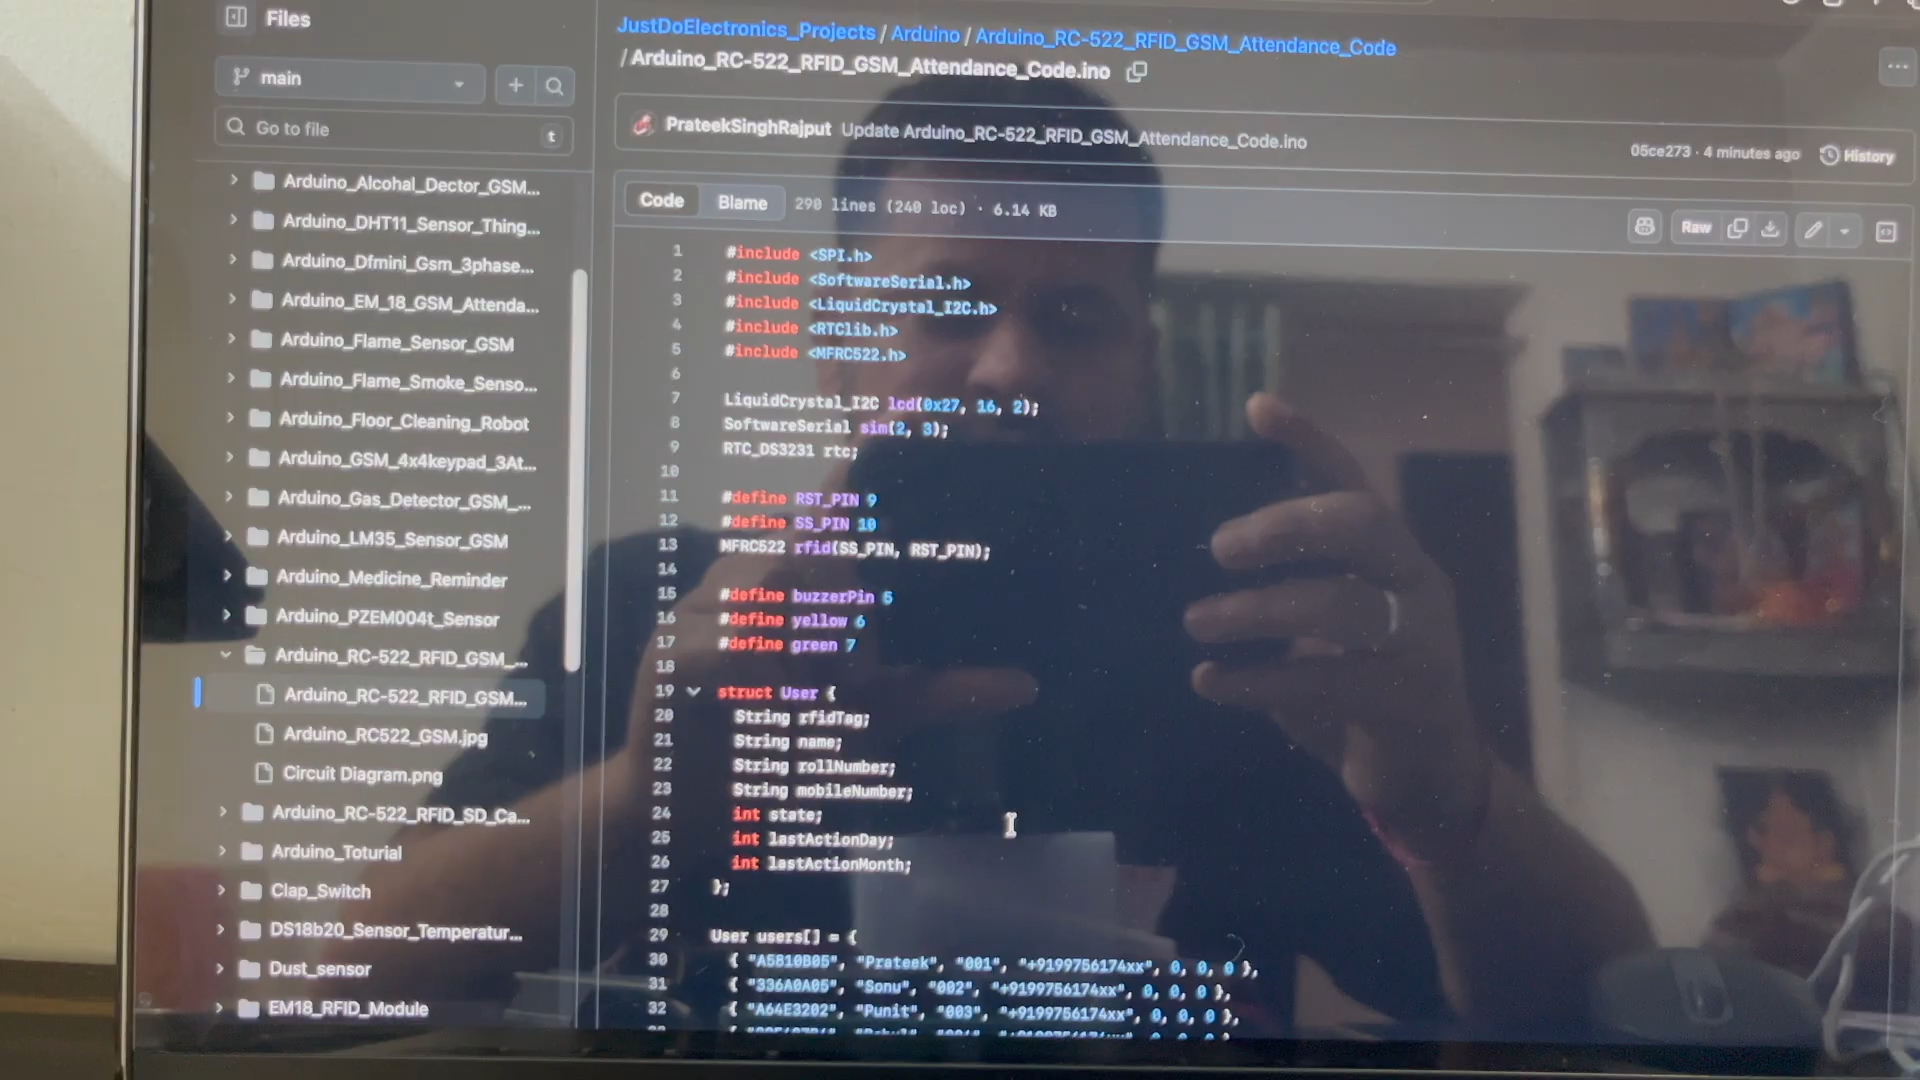 Files
main
Go to file
t
Arduino_Alcohal_Dector_GSM...
Arduino_DHT11_Sensor_Thing...
Arduino_Dfmini_Gsm_3phase...
Arduino_EM_18_GSM_Attenda...
Arduino_Flame_Sensor_GSM
Arduino_Flame_Smoke_Senso...
Arduino_Floor_Cleaning_Robot
Arduino_GSM_4x4keypad_3At...
Arduino_Gas_Detector_GSM_...
Arduino_LM35_Sensor_GSM
Arduino_Medicine_Reminder
Arduino_PZEM004t_Sensor
Arduino_RC-522_RFID_GSM_...
Arduino_RC-522_RFID_GSM...
Arduino_RC522_GSM.jpg
Circuit Diagram.png
Arduino_RC-522_RFID_SD_Ca...
Arduino_Toturial
Clap_Switch
DS18b20_Sensor_Temperatur...
Dust_sensor
EM18_RFID_Module
JustDoElectronics_Projects / Arduino / Arduino_RC-522_RFID_GSM_Attendance_Code
/ Arduino_RC-522_RFID_GSM_Attendance_Code.ino
PrateekSinghRajput Update Arduino_RC-522_RFID_GSM_Attendance_Code.ino
05ce273 · 4 minutes ago History
Code Blame 290 lines (240 loc) · 6.14 KB
Raw
1 #include <SPI.h>
2 #include <SoftwareSerial.h>
3 #include <LiquidCrystal_I2C.h>
4 #include <RTClib.h>
5 #include <MFRC522.h>
6
7 LiquidCrystal_I2C lcd(0x27, 16, 2);
8 SoftwareSerial sim(2, 3);
9 RTC_DS3231 rtc;
10
11 #define RST_PIN 9
12 #define SS_PIN 10
13 MFRC522 rfid(SS_PIN, RST_PIN);
14
15 #define buzzerPin 5
16 #define yellow 6
17 #define green 7
18
19 struct User {
20 String rfidTag;
21 String name;
22 String rollNumber;
23 String mobileNumber;
24 int state;
25 int lastActionDay;
26 int lastActionMonth;
27 };
28
29 User users[] = {
30 { "A5810B05", "Prateek", "001", "+9199756174xx", 0, 0, 0 },
31 { "336A0A05", "Sonu", "002", "+9199756174xx", 0, 0, 0 },
32 { "A64E3202", "Punit", "003", "+9199756174xx", 0, 0, 0 },